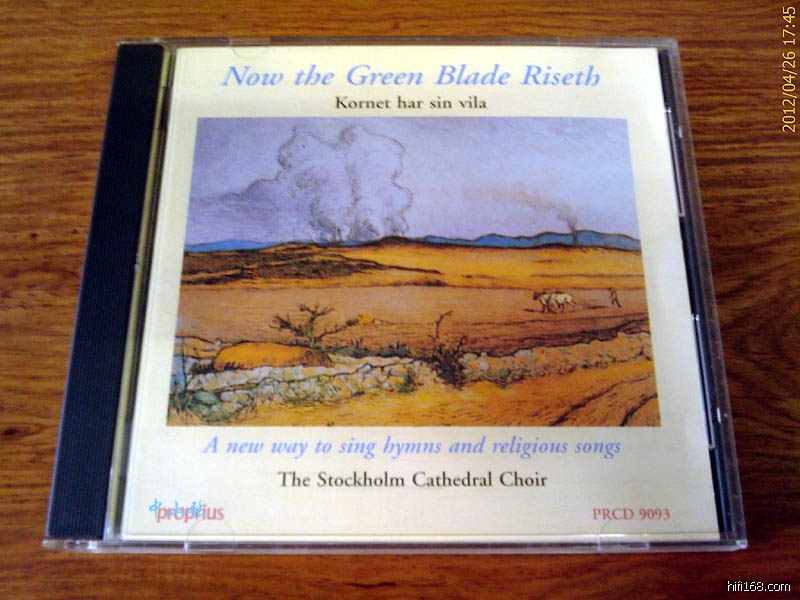 2012/04/26 17:45
Now the Green Blade Riseth
Kornet har sin vila
A new way to sing hymns and religious songs
The Stockholm Cathedral Choir
proprius
PRCD 9093
hifi168.com